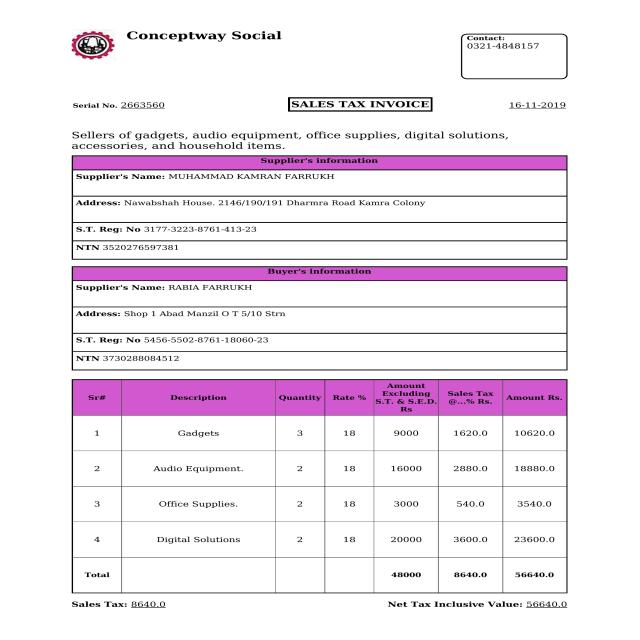 Conceptway Social
Contact:
0321-4848157
Serial No. 2663560
SALES TAX INVOICE
16-11-2019
Sellers of gadgets, audio equipment, office supplies, digital solutions,
accessories, and household items.
Supplier's information
Supplier's Name: MUHAMMAD KAMRAN FARRUKH
Address: Nawabshah House. 2146/190/191 Dharmra Road Kamra Colony
S.T. Reg: No 3177-3223-8761-413-23
NTN 3520276597381
Buyer's information
Supplier's Name: RABIA FARRUKH
Address: Shop 1 Abad Manzil O T 5/10 Strn
S.T. Reg: No 5456-5502-8761-18060-23
NTN 3730288084512
Sr# Description Quantity Rate % Amount Excluding S.T. & S.E.D. Rs Sales Tax @...% Rs. Amount Rs.
1 Gadgets 3 18 9000 1620.0 10620.0
2 Audio Equipment. 2 18 16000 2880.0 18880.0
3 Office Supplies. 2 18 3000 540.0 3540.0
4 Digital Solutions 2 18 20000 3600.0 23600.0
Total 48000 8640.0 56640.0
Sales Tax: 8640.0 Net Tax Inclusive Value: 56640.0